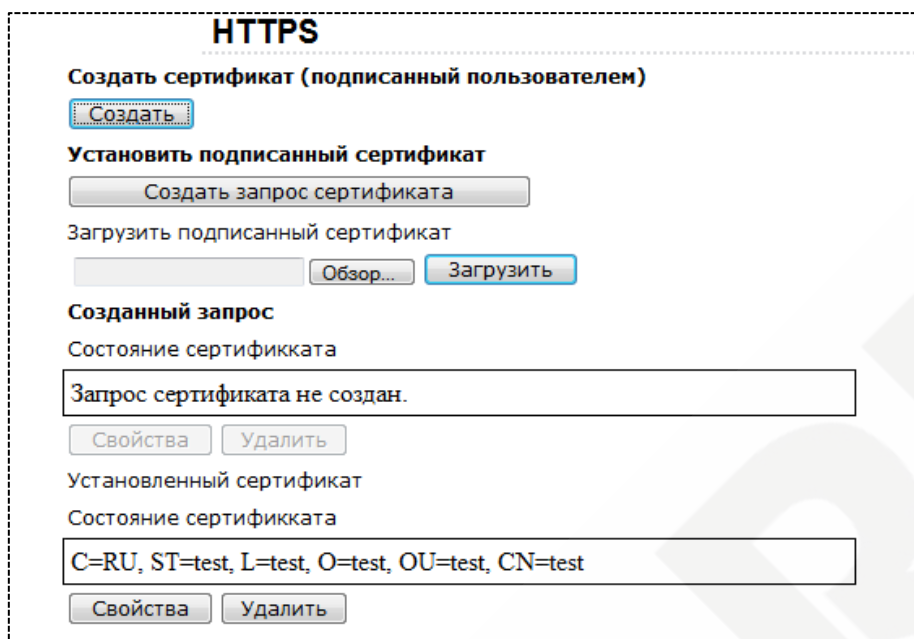 HTTPS
Создать сертификат (подписанный пользователем)
Создать
Установить подписанный сертификат
Создать запрос сертификата
Загрузить подписанный сертификат
Обзор... Загрузить
Созданный запрос
Состояние сертификката
Запрос сертификата не создан.
Свойства Удалить
Установленный сертификат
Состояние сертификката
C=RU, ST=test, L=test, O=test, OU=test, CN=test
Свойства Удалить